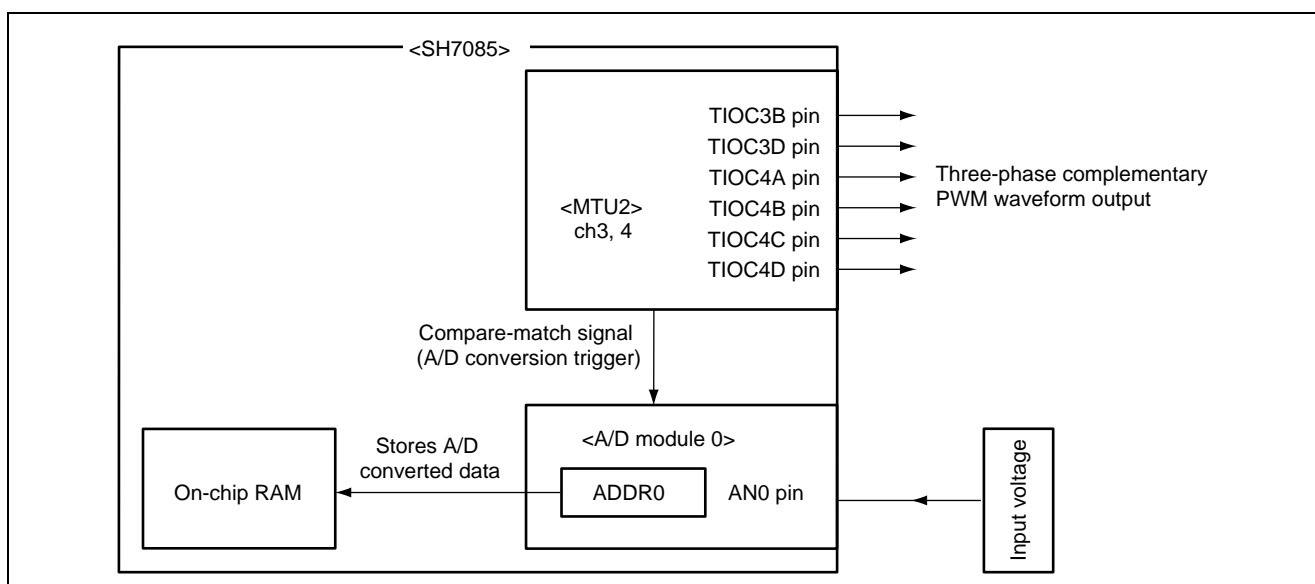 <SH7085>
TIOC3B pin
TIOC3D pin
TIOC4A pin
TIOC4B pin
TIOC4C pin
TIOC4D pin
<MTU2>
ch3, 4
Three-phase complementary
PWM waveform output
Compare-match signal
(A/D conversion trigger)
<A/D module 0>
ADDR0
AN0 pin
Stores A/D
converted data
On-chip RAM
Input voltage